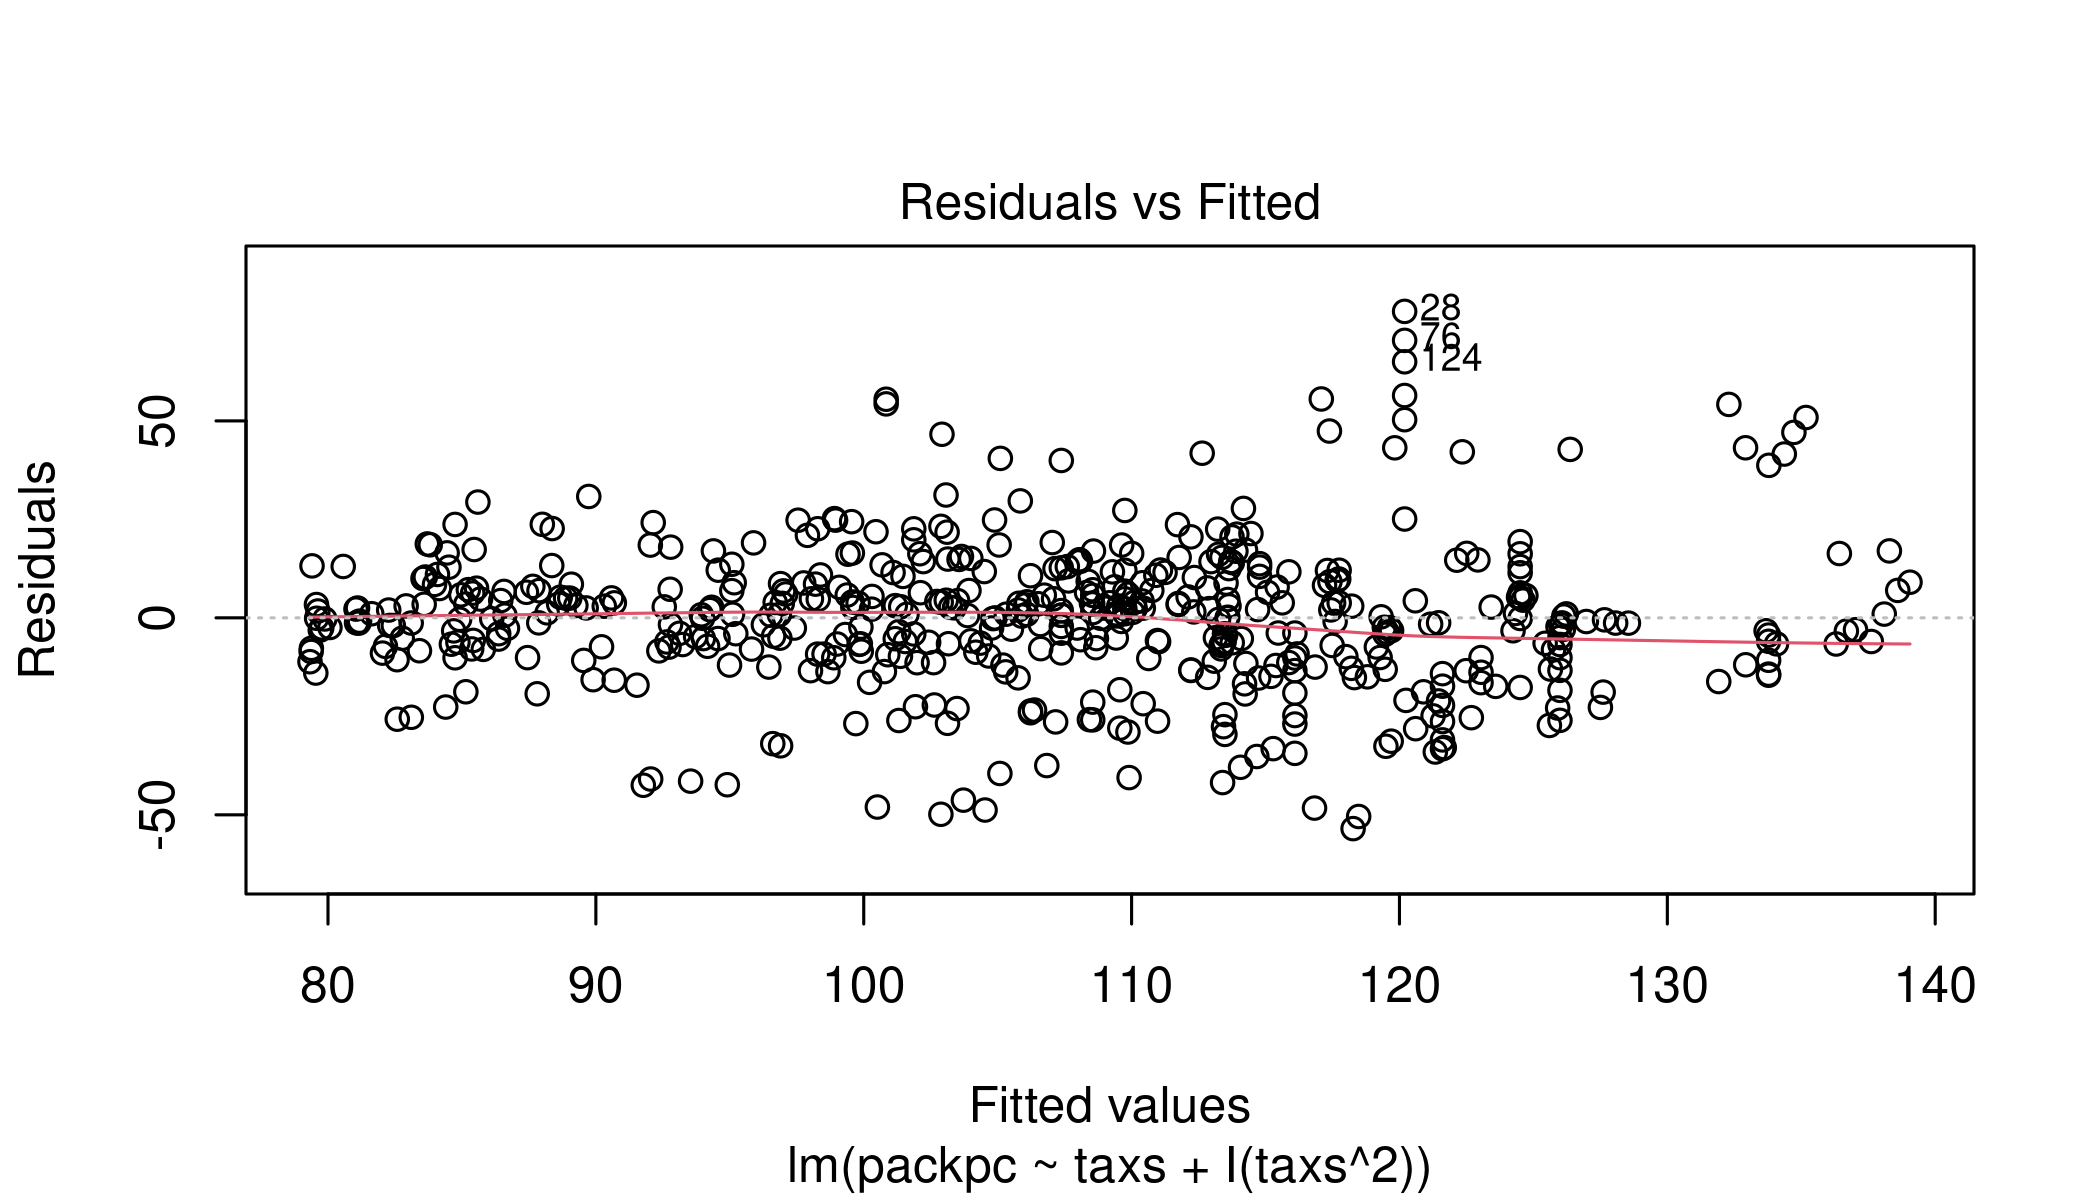 Residuals vs Fitted
28
76
124
Residuals
50
0
-50
80 90 100 110 120 130 140
Fitted values
lm(packpc ~ taxs + I(taxs^2))